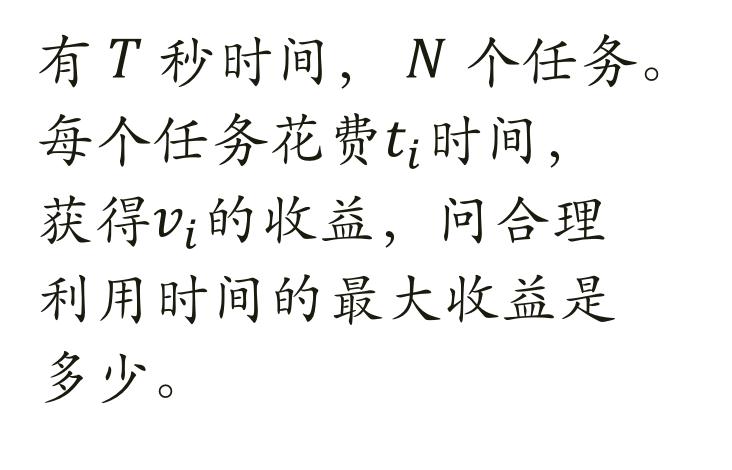 有 T 秒时间， N 个任务。
每个任务花费tᵢ时间，
获得vᵢ的收益，问合理
利用时间的最大收益是
多少。